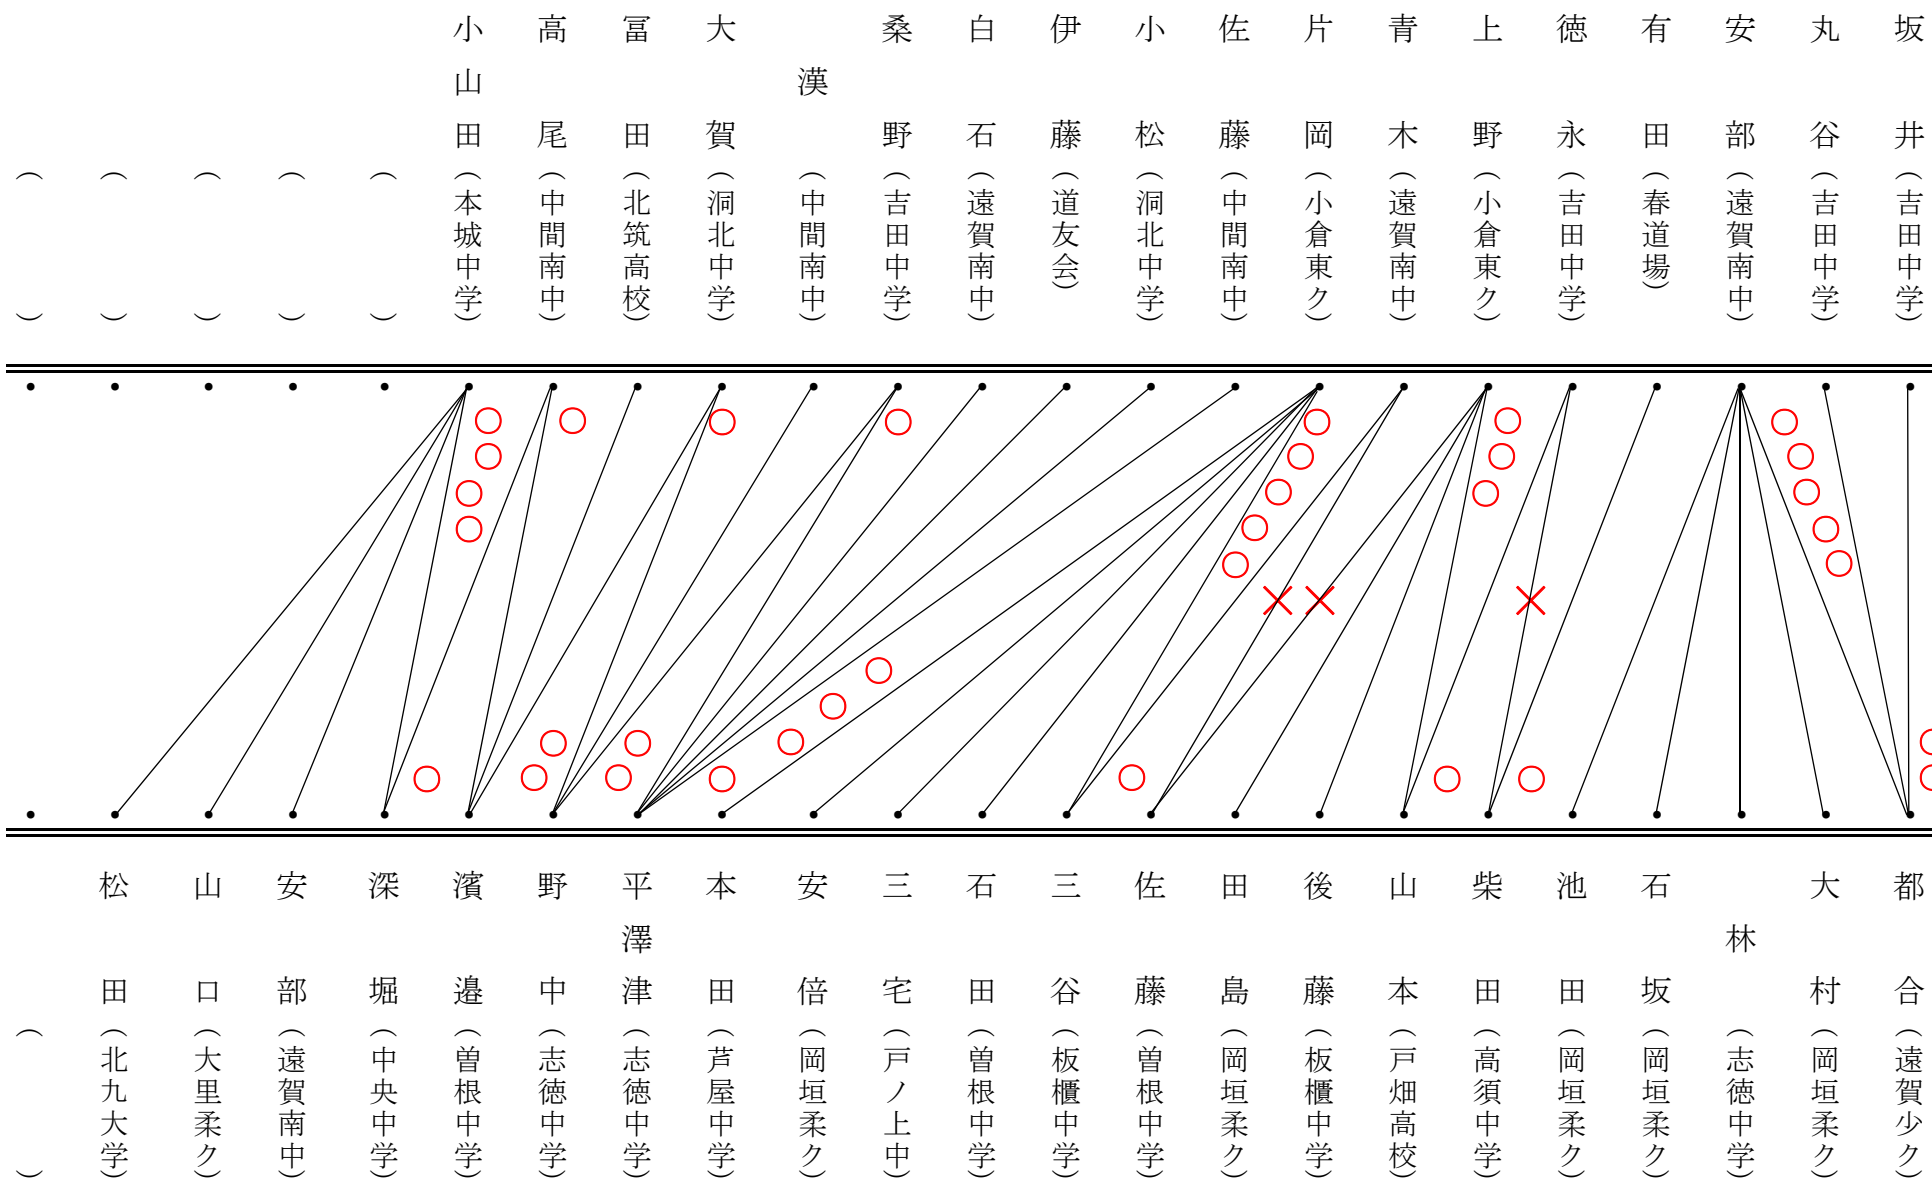 坂井（吉田中学）
丸谷（吉田中学）
安部（遠賀南中）
有田（春道場）
徳永（吉田中学）
上野（小倉東ク）
青木（遠賀南中）
片岡（小倉東ク）
佐藤（中間南中）
小松（洞北中学）
伊藤（道友会）
白石（遠賀南中）
桑野（吉田中学）
漢（中間南中）
大賀（洞北中学）
冨田（北筑高校）
高尾（中間南中）
小山田（本城中学）
（）
（）
（）
（）
（）
都合（遠賀少ク）
大村（岡垣柔ク）
林（志徳中学）
石坂（岡垣柔ク）
池田（岡垣柔ク）
柴田（高須中学）
山本（戸畑高校）
後藤（板櫃中学）
田島（岡垣柔ク）
佐藤（曽根中学）
三谷（板櫃中学）
石田（曽根中学）
三宅（戸ノ上中）
安倍（岡垣柔ク）
本田（芦屋中学）
平澤津（志徳中学）
野中（志徳中学）
濱邉（曽根中学）
深堀（中央中学）
安部（遠賀南中）
山口（大里柔ク）
松田（北九大学）
（）